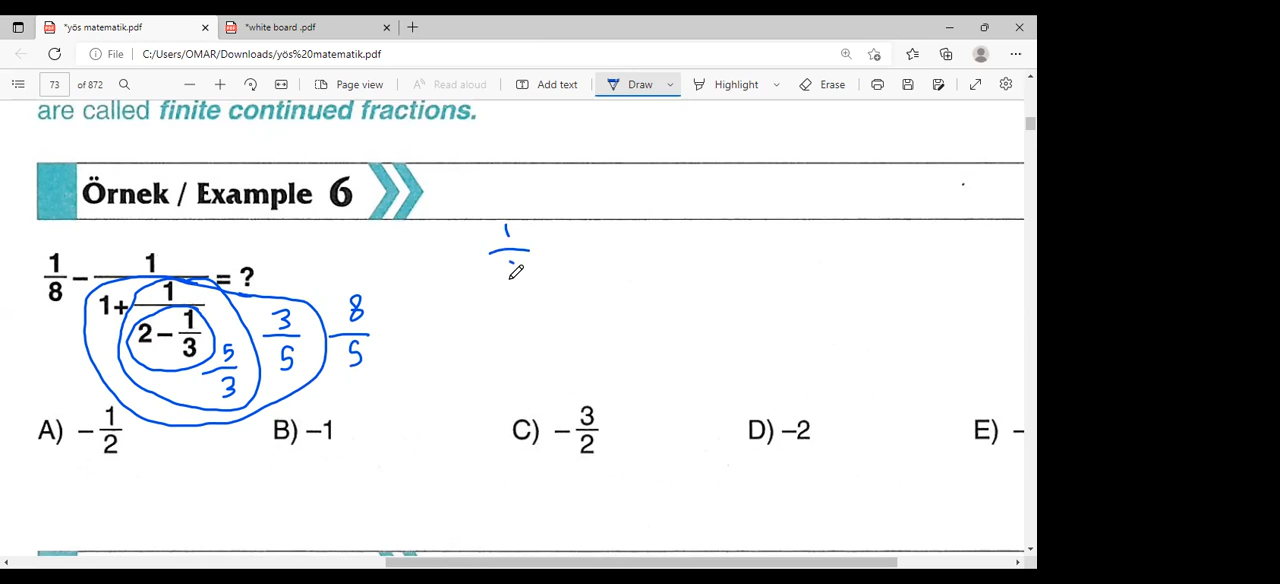 *yös matematik.pdf
*white board .pdf
File C:/Users/OMAR/Downloads/yös%20matematik.pdf
73 of 872 Page view Read aloud Add text Draw Highlight Erase
are called finite continued fractions.
Örnek / Example 6
1/8 - 1/(1+1/(2-1/3)) = ?
5/3
3/5
8/5
1
A) -1/2 B) -1 C) -3/2 D) -2 E) -